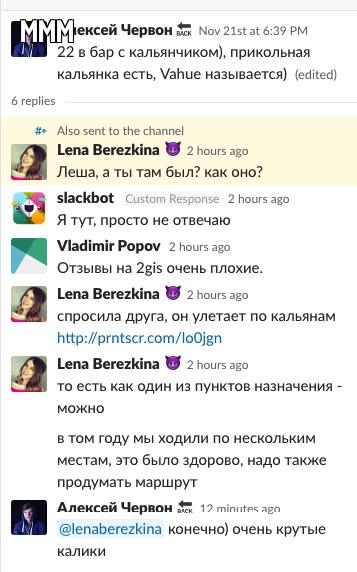 МММ
Алексей Червон BACK Nov 21st at 6:39 PM
22 в бар с кальянчиком), прикольная
кальянка есть, Vahue называется) (edited)
6 replies
Also sent to the channel
Lena Berezkina 2 hours ago
Леша, а ты там был? как оно?
slackbot Custom Response 2 hours ago
Я тут, просто не отвечаю
Vladimir Popov 2 hours ago
Отзывы на 2gis очень плохие.
Lena Berezkina 2 hours ago
спросила друга, он улетает по кальянам
http://prntscr.com/lo0jgn
Lena Berezkina 2 hours ago
то есть как один из пунктов назначения -
можно
в том году мы ходили по нескольким
местам, это было здорово, надо также
продумать маршрут
Алексей Червон BACK 12 minutes ago
@lenaberezkina конечно) очень крутые
калики